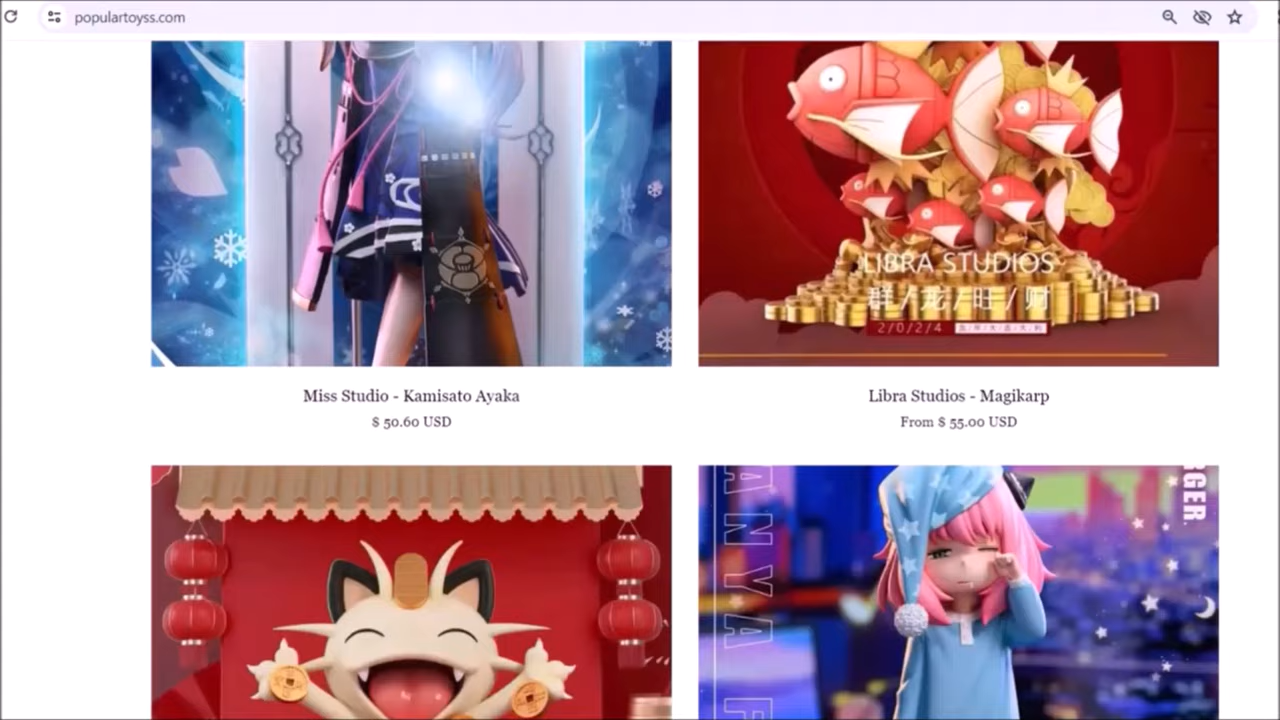 populartoyss.com
LIBRA STUDIOS
群/龙/旺/财
2/0/2/4
Miss Studio - Kamisato Ayaka
$ 50.60 USD
Libra Studios - Magikarp
From $ 55.00 USD
ANYA F
RGER